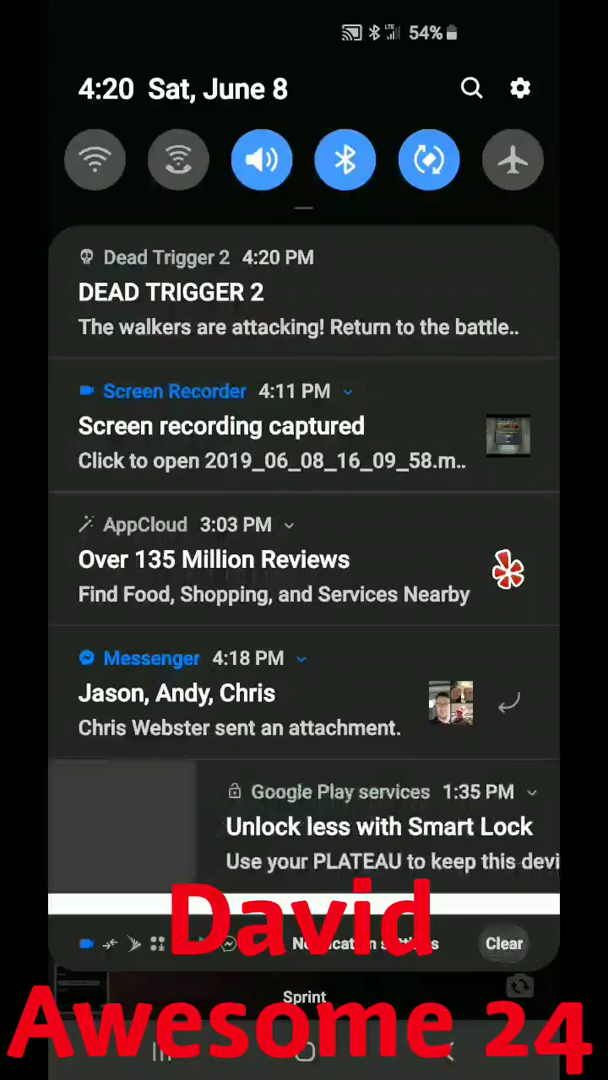 LTE 54%
4:20 Sat, June 8
Dead Trigger 2 4:20 PM
DEAD TRIGGER 2
The walkers are attacking! Return to the battle..
Screen Recorder 4:11 PM
Screen recording captured
Click to open 2019_06_08_16_09_58.m..
AppCloud 3:03 PM
Over 135 Million Reviews
Find Food, Shopping, and Services Nearby
Messenger 4:18 PM
Jason, Andy, Chris
Chris Webster sent an attachment.
Google Play services 1:35 PM
Unlock less with Smart Lock
Use your PLATEAU to keep this devi
David
Notification settings Clear
Sprint
Awesome 24